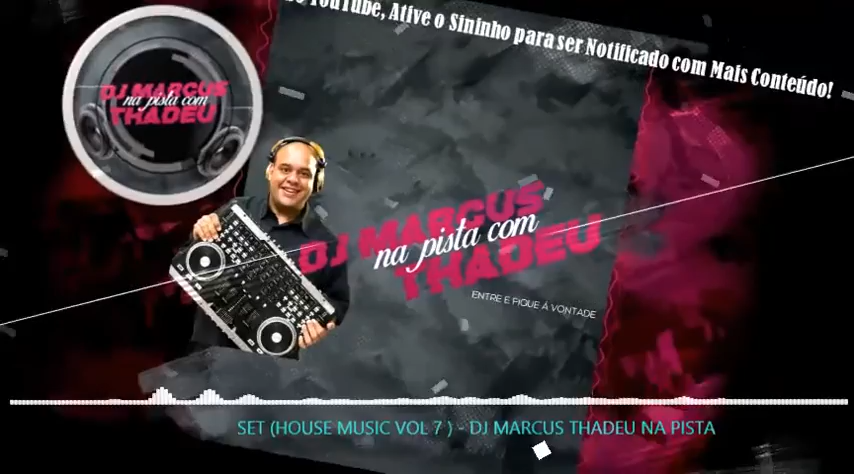 YouTube, Ative o Sininho para ser Notificado com Mais Conteúdo!
DJ MARCUS
na pista com
THADEU
DJ MARCUS
na pista com
THADEU
ENTRE E FIQUE Á VONTADE
SET (HOUSE MUSIC VOL 7 ) - DJ MARCUS THADEU NA PISTA